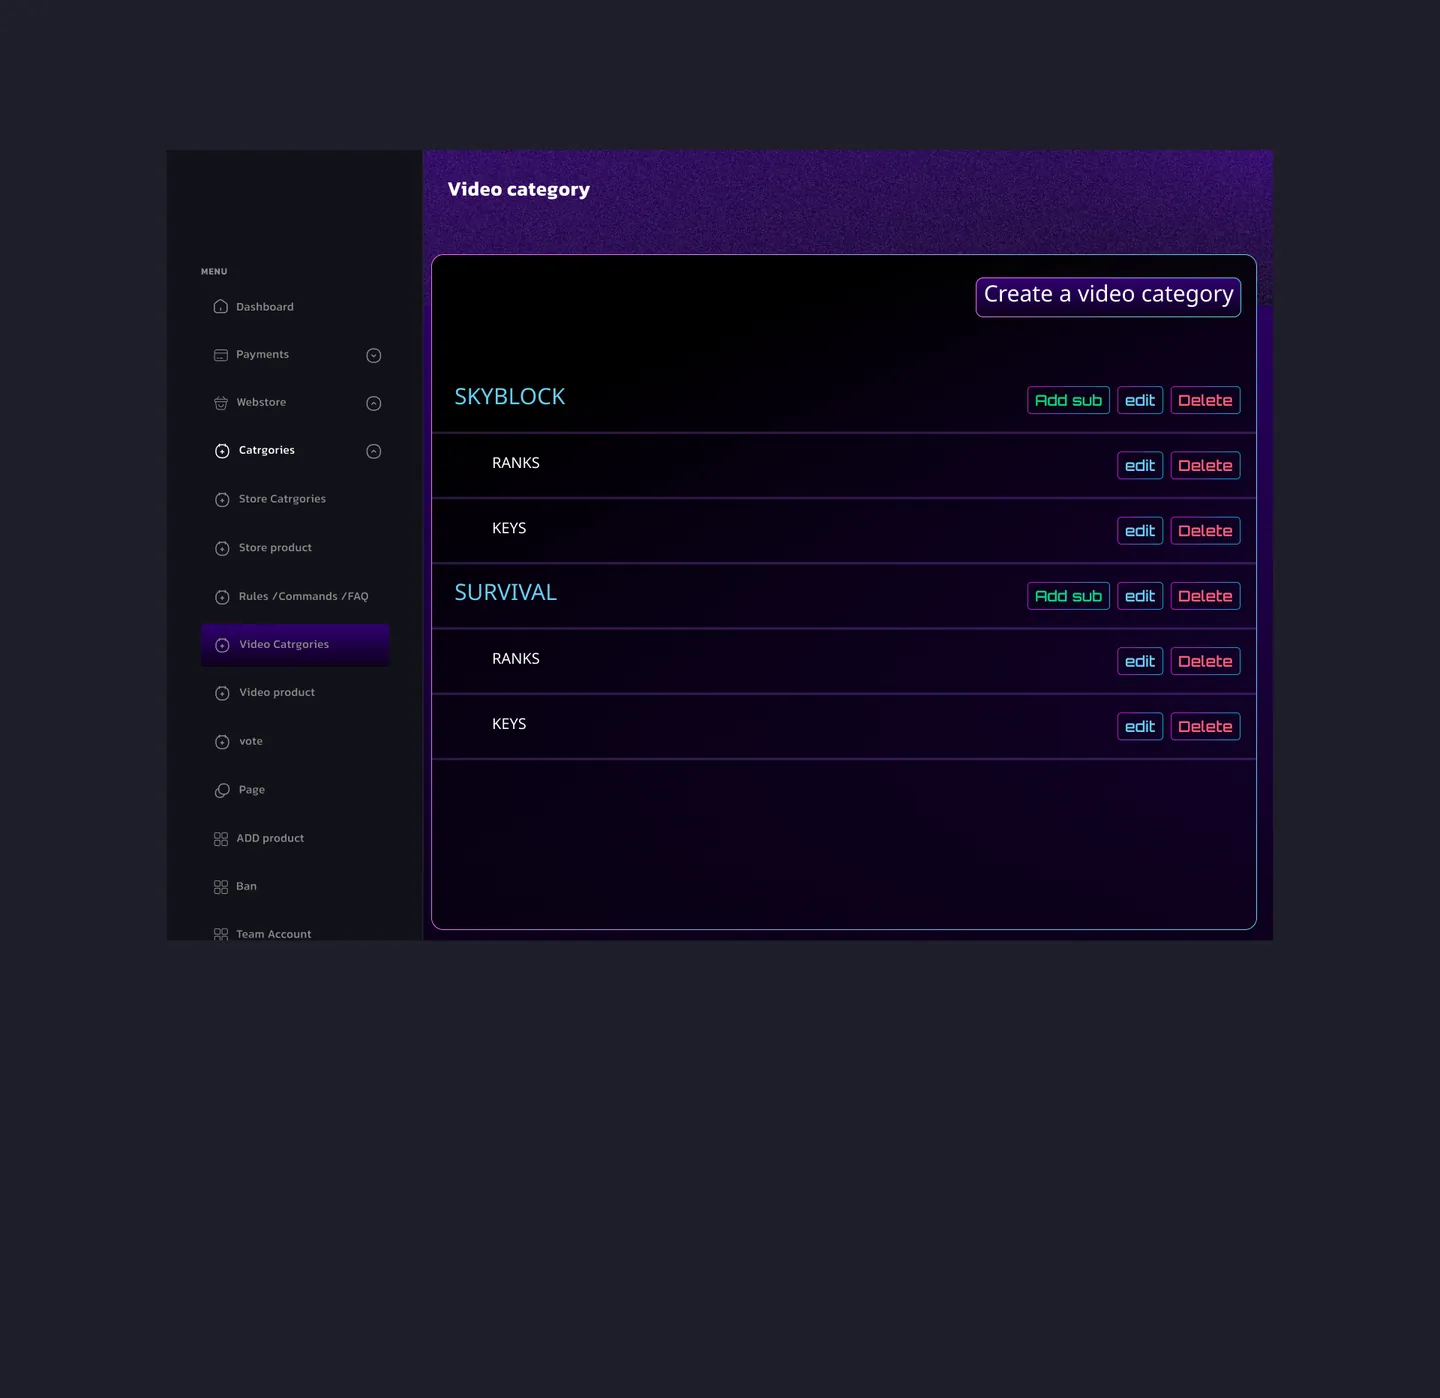 Video category
MENU
Dashboard
Payments
Webstore
Catrgories
Store Catrgories
Store product
Rules /Commands /FAQ
Video Catrgories
Video product
vote
Page
ADD product
Ban
Team Account
Create a video category
SKYBLOCK Add sub edit Delete
RANKS edit Delete
KEYS edit Delete
SURVIVAL Add sub edit Delete
RANKS edit Delete
KEYS edit Delete